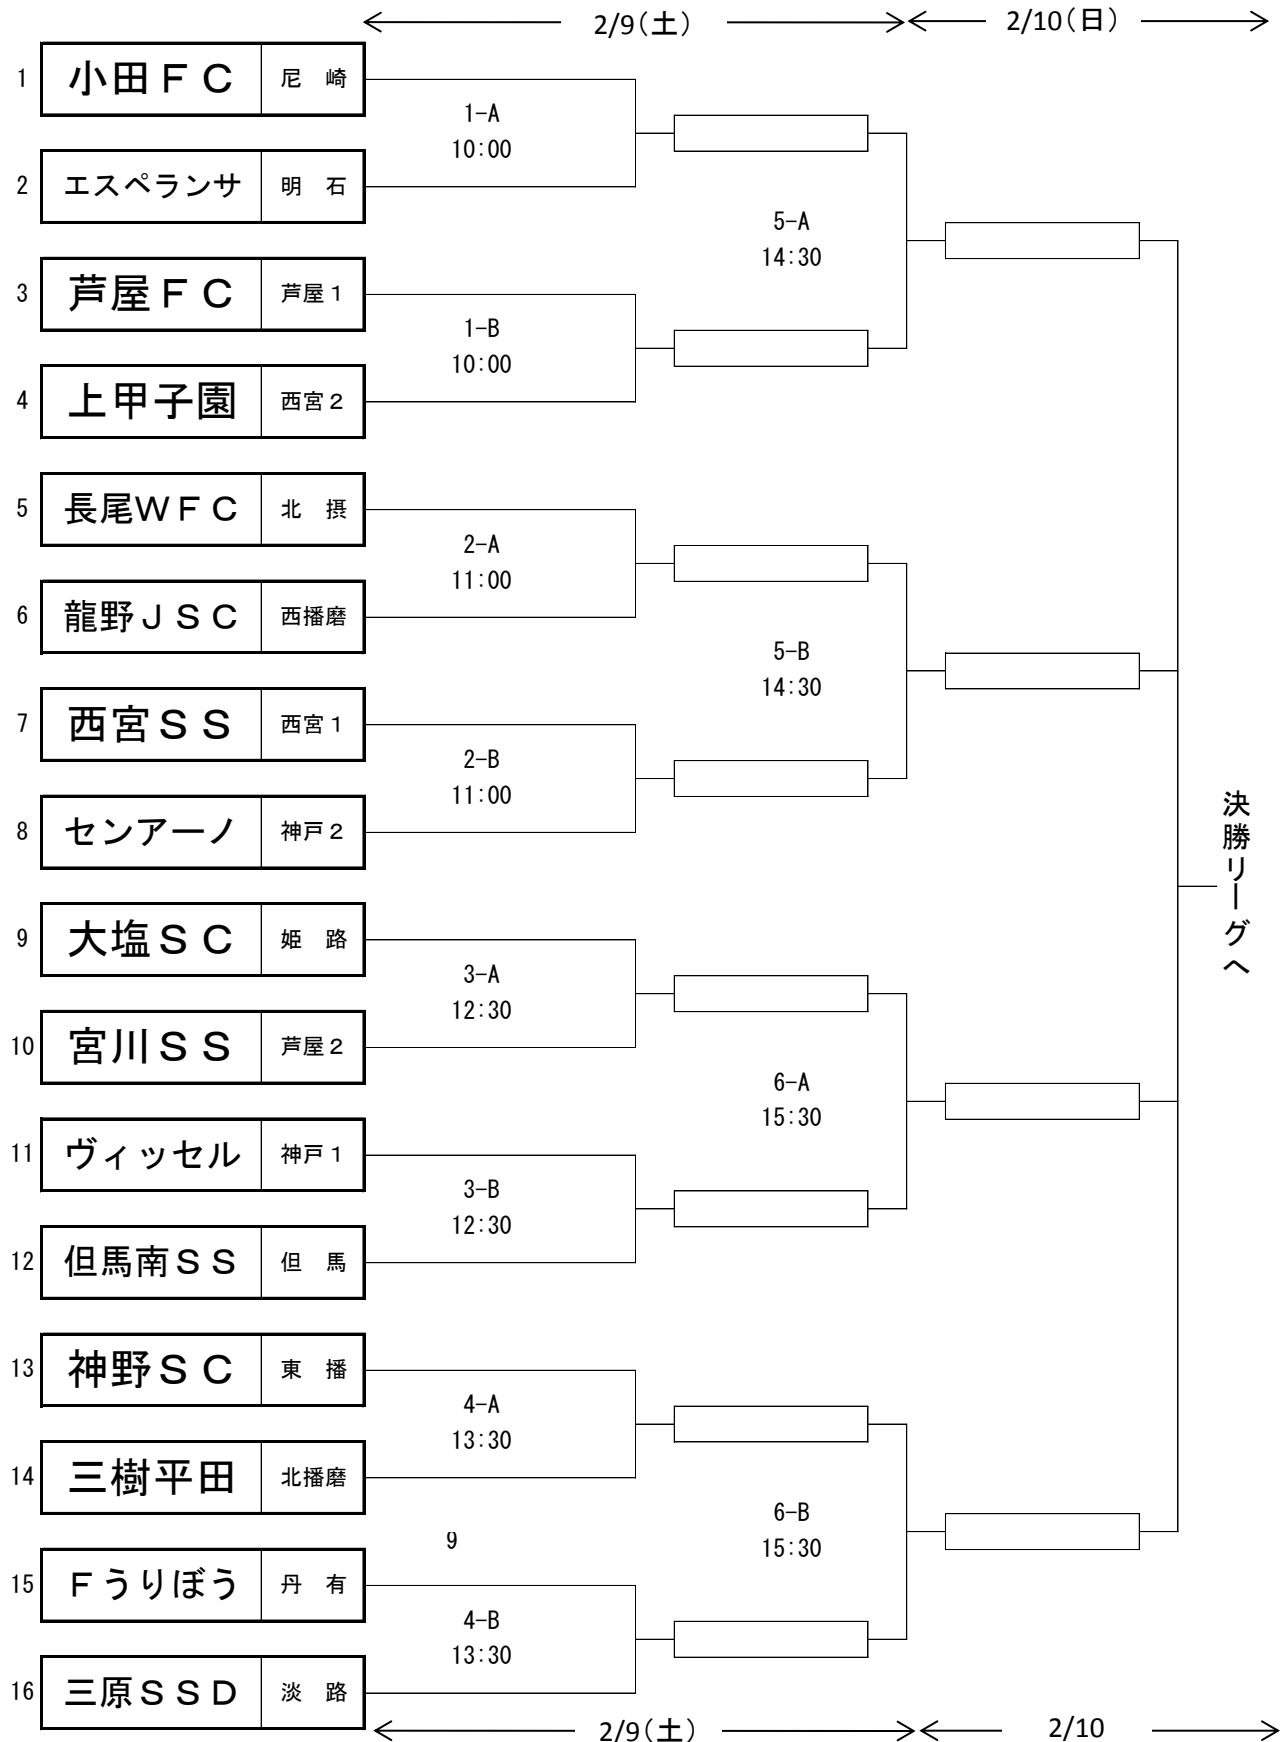 2/9(土) 2/10(日)
1 小田ＦＣ 尼　崎
1-A
10:00
2 エスペランサ 明　石
5-A
14:30
3 芦屋ＦＣ 芦屋１
1-B
10:00
4 上甲子園 西宮２
5 長尾ＷＦＣ 北　摂
2-A
11:00
6 龍野ＪＳＣ 西播磨
5-B
14:30
7 西宮ＳＳ 西宮１
2-B
11:00
8 センアーノ 神戸２
決勝リーグへ
9 大塩ＳＣ 姫　路
3-A
12:30
10 宮川ＳＳ 芦屋２
6-A
15:30
11 ヴィッセル 神戸１
3-B
12:30
12 但馬南ＳＳ 但　馬
13 神野ＳＣ 東　播
4-A
13:30
14 三樹平田 北播磨
6-B
15:30
9
15 Ｆうりぼう 丹　有
4-B
13:30
16 三原ＳＳＤ 淡　路
2/9(土) 2/10